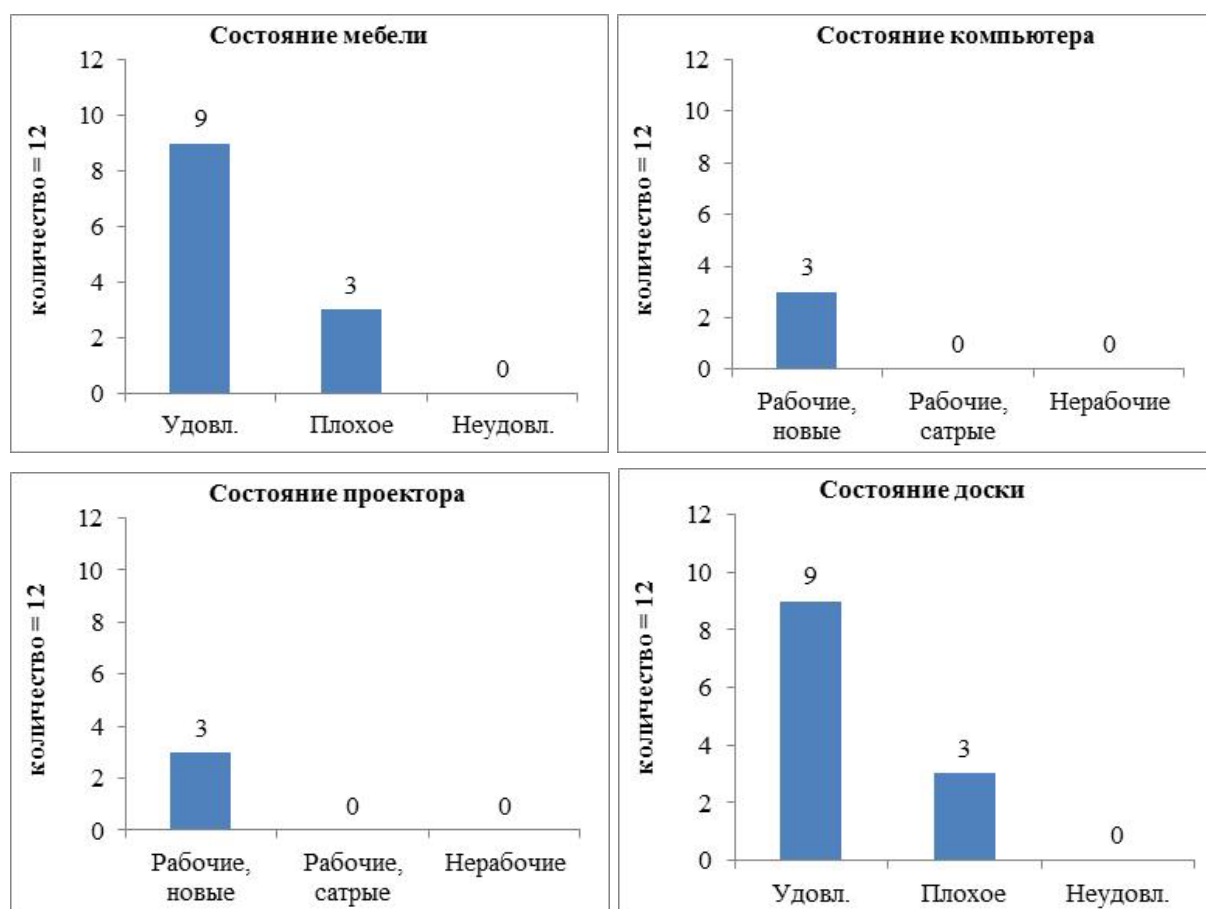 Состояние мебели
количество = 12
12
10
8
6
4
2
0
9
3
0
Удовл. Плохое Неудовл.
Состояние компьютера
количество = 12
12
10
8
6
4
2
0
3
0
0
Рабочие, Рабочие, Нерабочие
новые сатрые
Состояние проектора
количество = 12
12
10
8
6
4
2
0
3
0
0
Рабочие, Рабочие, Нерабочие
новые сатрые
Состояние доски
количество = 12
12
10
8
6
4
2
0
9
3
0
Удовл. Плохое Неудовл.